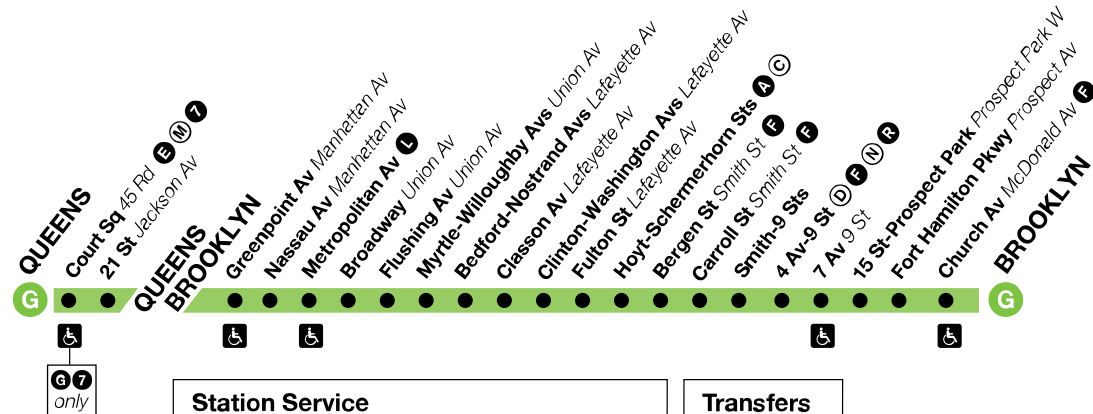 QUEENS
Court Sq 45 Rd E M 7
21 St Jackson Av
QUEENS
BROOKLYN
Greenpoint Av Manhattan Av
Nassau Av Manhattan Av
Metropolitan Av L
Broadway Union Av
Flushing Av Union Av
Myrtle-Willoughby Avs Union Av
Bedford-Nostrand Avs Lafayette Av
Classon Av Lafayette Av
Clinton-Washington Avs Lafayette Av
Fulton St Lafayette Av
Hoyt-Schermerhorn Sts A C
Bergen St Smith St F
Carroll St Smith St F
Smith-9 Sts
4 Av-9 St D F N R
7 Av 9 St
15 St-Prospect Park Prospect Park W
Fort Hamilton Pkwy Prospect Av
Church Av McDonald Av F
BROOKLYN
G
G
G 7
only
Station Service
Transfers